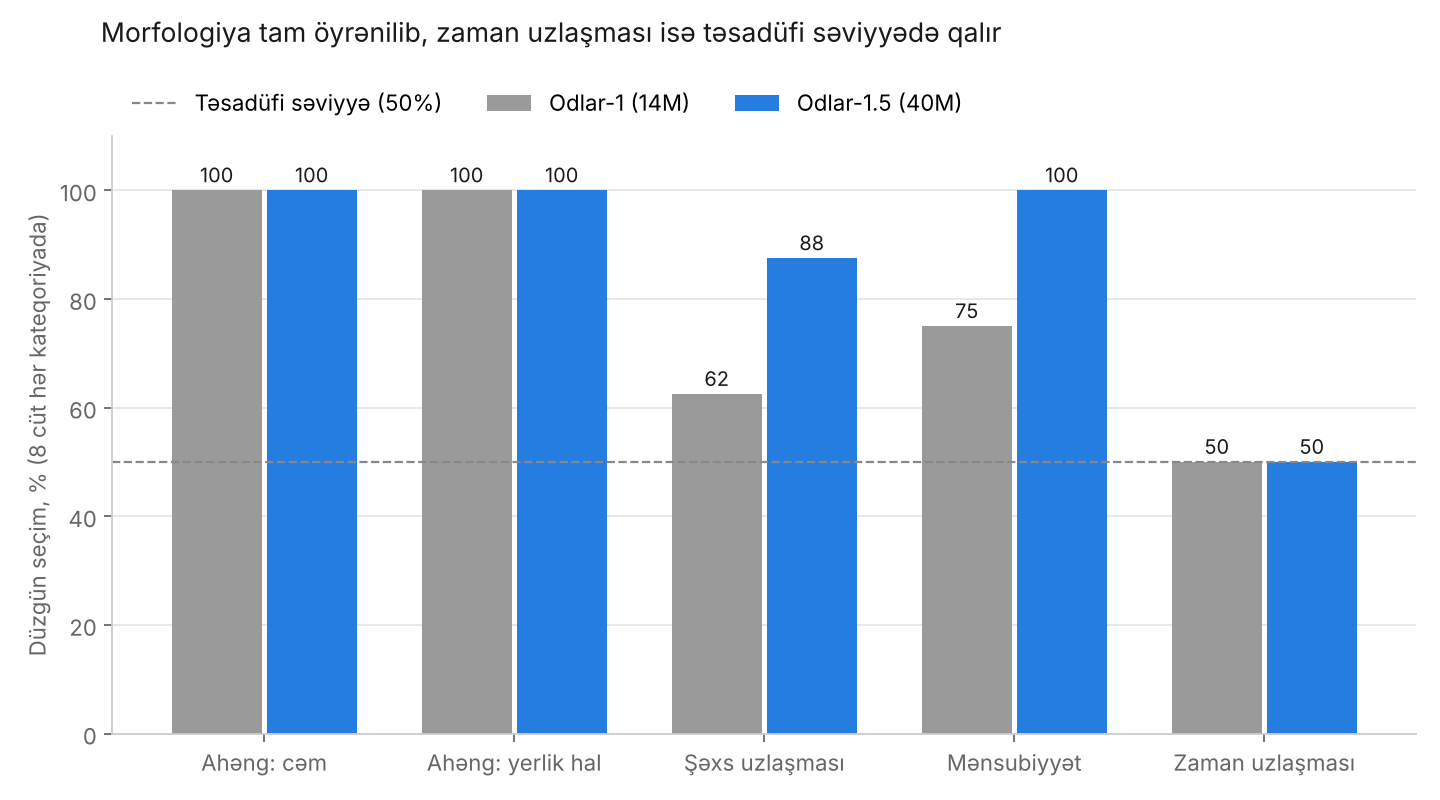 Morfologiya tam öyrənilib, zaman uzlaşması isə təsadüfi səviyyədə qalır
Təsadüfi səviyyə (50%)
Odlar-1 (14M)
Odlar-1.5 (40M)
Düzgün seçim, % (8 cüt hər kateqoriyada)
100
80
60
40
20
0
100
100
100
100
62
88
75
100
50
50
Ahəng: cəm
Ahəng: yerlik hal
Şəxs uzlaşması
Mənsubiyyət
Zaman uzlaşması